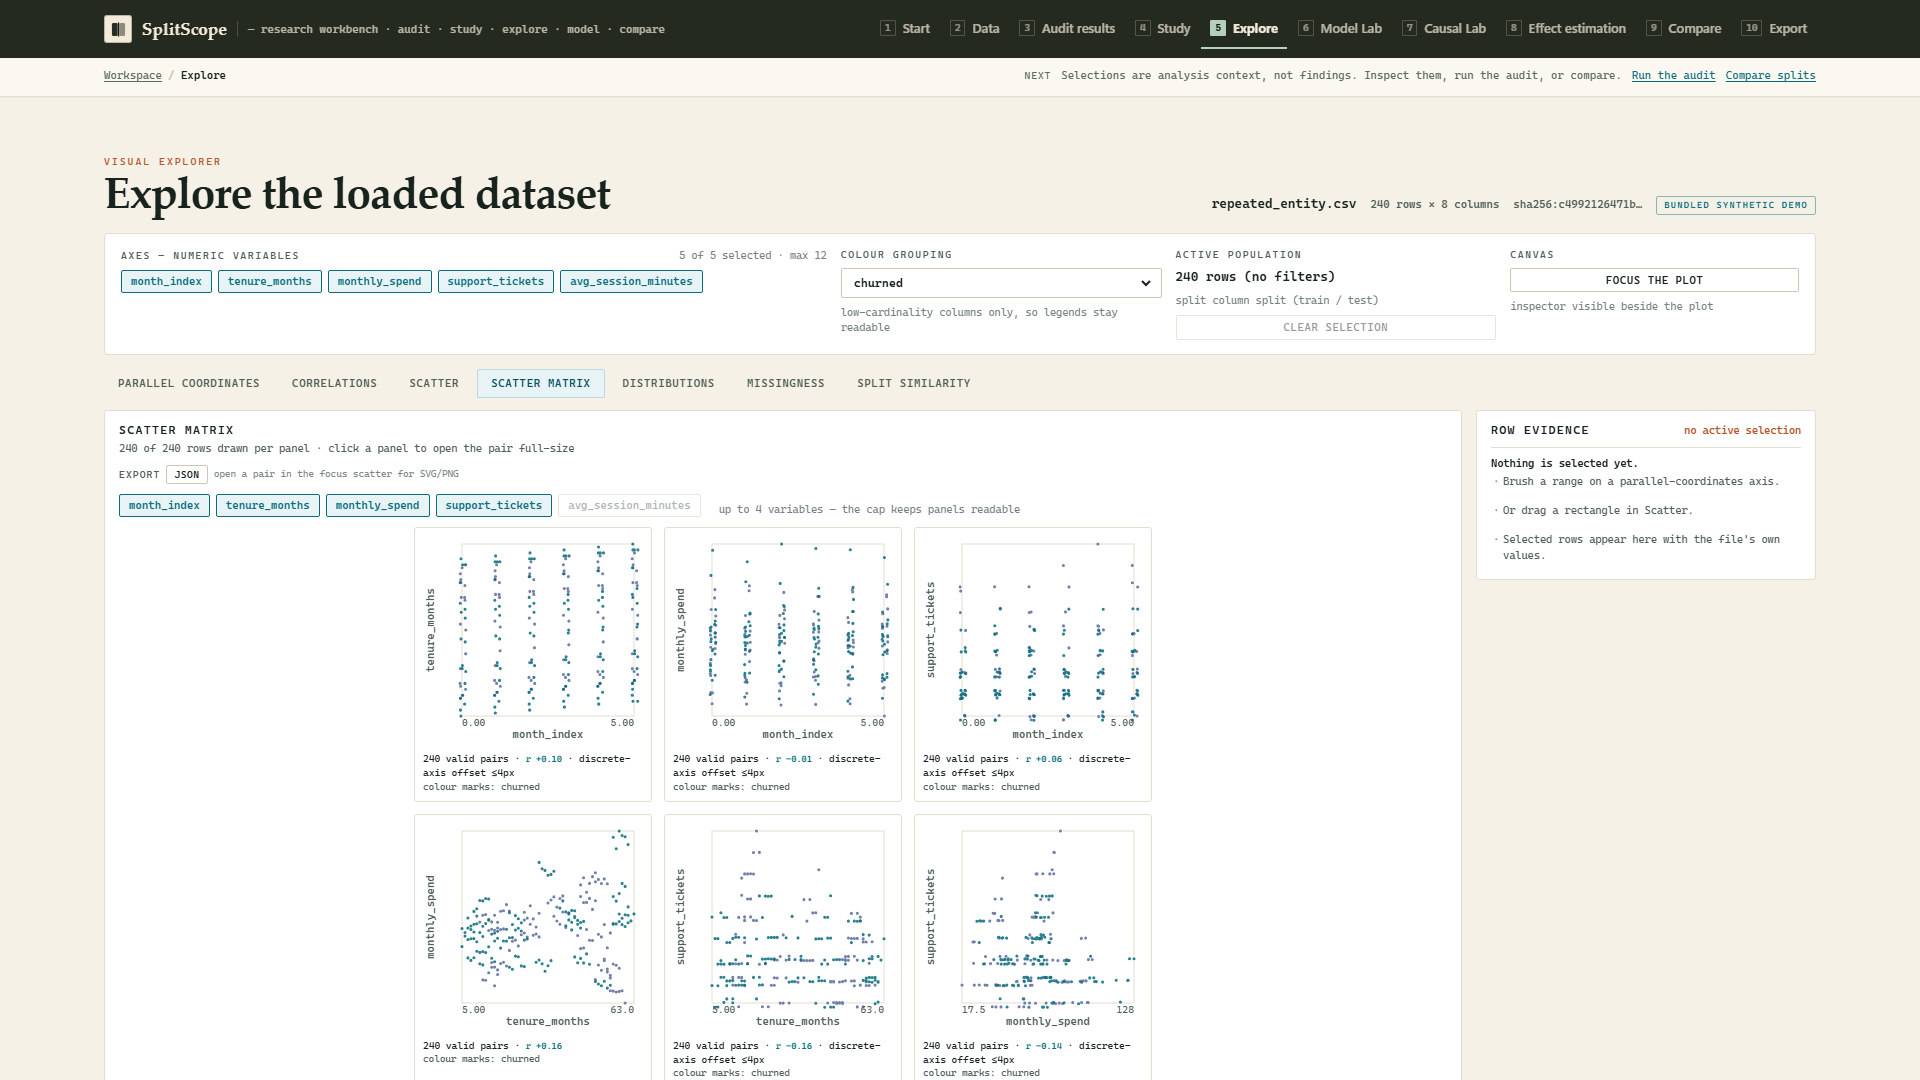 SplitScope — research workbench · audit · study · explore · model · compare
1 Start 2 Data 3 Audit results 4 Study 5 Explore 6 Model Lab 7 Causal Lab 8 Effect estimation 9 Compare 10 Export
Workspace / Explore
NEXT Selections are analysis context, not findings. Inspect them, run the audit, or compare. Run the audit Compare splits
VISUAL EXPLORER
Explore the loaded dataset
repeated_entity.csv 240 rows × 8 columns sha256:c4992126471b… BUNDLED SYNTHETIC DEMO
AXES — NUMERIC VARIABLES 5 of 5 selected · max 12
month_index tenure_months monthly_spend support_tickets avg_session_minutes
COLOUR GROUPING
churned
low-cardinality columns only, so legends stay
readable
ACTIVE POPULATION
240 rows (no filters)
split column split (train / test)
CLEAR SELECTION
CANVAS
FOCUS THE PLOT
inspector visible beside the plot
PARALLEL COORDINATES CORRELATIONS SCATTER SCATTER MATRIX DISTRIBUTIONS MISSINGNESS SPLIT SIMILARITY
SCATTER MATRIX
240 of 240 rows drawn per panel · click a panel to open the pair full-size
EXPORT JSON open a pair in the focus scatter for SVG/PNG
month_index tenure_months monthly_spend support_tickets avg_session_minutes up to 4 variables — the cap keeps panels readable
tenure_months
0.00 5.00
month_index
240 valid pairs · r +0.10 · discrete-
axis offset ≤4px
colour marks: churned
monthly_spend
0.00 5.00
month_index
240 valid pairs · r −0.01 · discrete-
axis offset ≤4px
colour marks: churned
support_tickets
0.00 5.00
month_index
240 valid pairs · r +0.06 · discrete-
axis offset ≤4px
colour marks: churned
monthly_spend
5.00 63.0
tenure_months
240 valid pairs · r +0.16
colour marks: churned
support_tickets
5.00 63.0
tenure_months
240 valid pairs · r −0.16 · discrete-
axis offset ≤4px
colour marks: churned
support_tickets
17.5 128
monthly_spend
240 valid pairs · r −0.14 · discrete-
axis offset ≤4px
colour marks: churned
ROW EVIDENCE no active selection
Nothing is selected yet.
· Brush a range on a parallel-coordinates axis.
· Or drag a rectangle in Scatter.
· Selected rows appear here with the file's own
values.